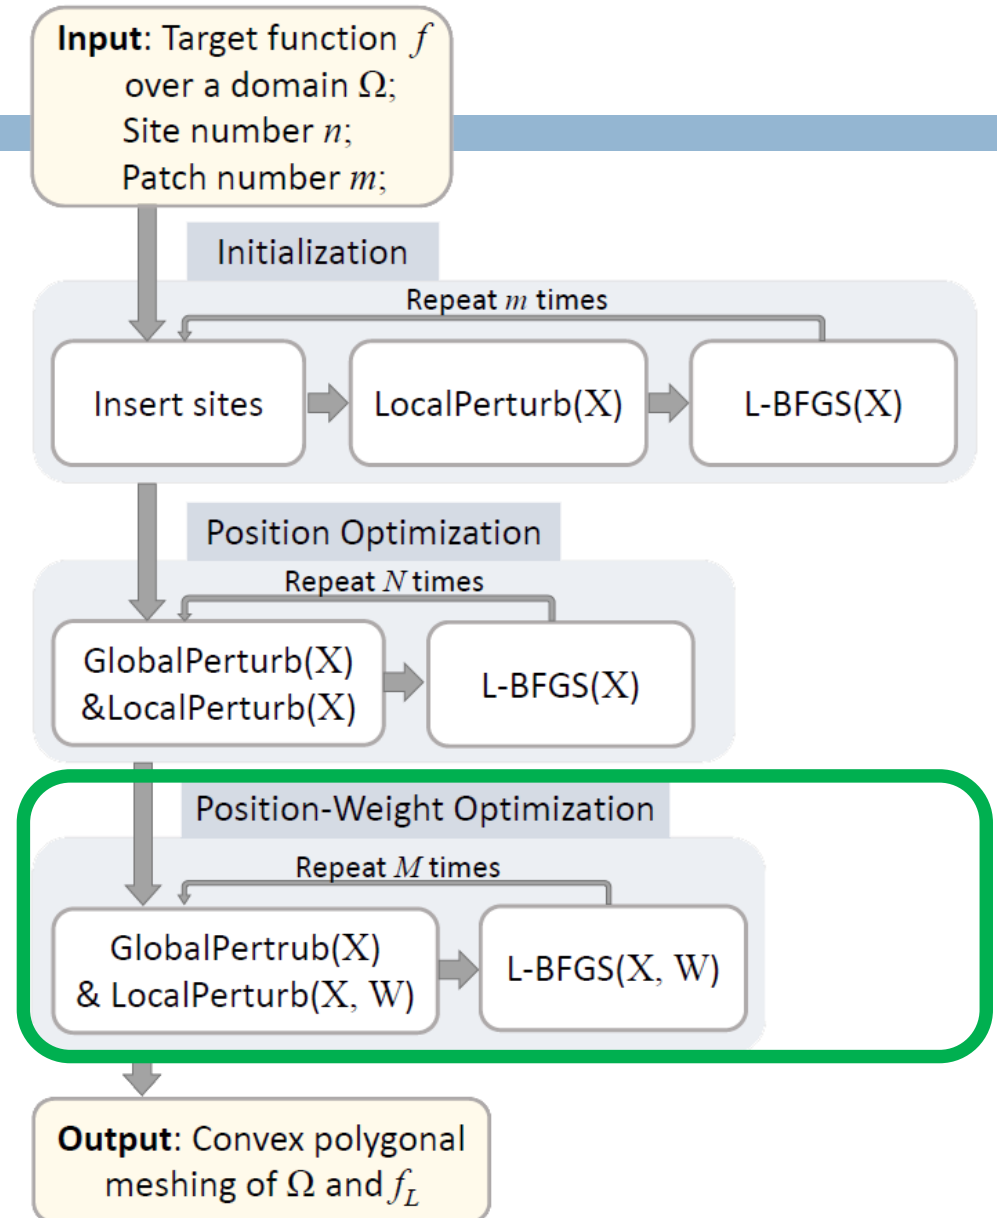 Input: Target function f
over a domain Ω;
Site number n;
Patch number m;
Initialization
Repeat m times
Insert sites
LocalPerturb(X)
L-BFGS(X)
Position Optimization
Repeat N times
GlobalPerturb(X)
&LocalPerturb(X)
L-BFGS(X)
Position-Weight Optimization
Repeat M times
GlobalPertrub(X)
& LocalPerturb(X, W)
L-BFGS(X, W)
Output: Convex polygonal
meshing of Ω and f_L